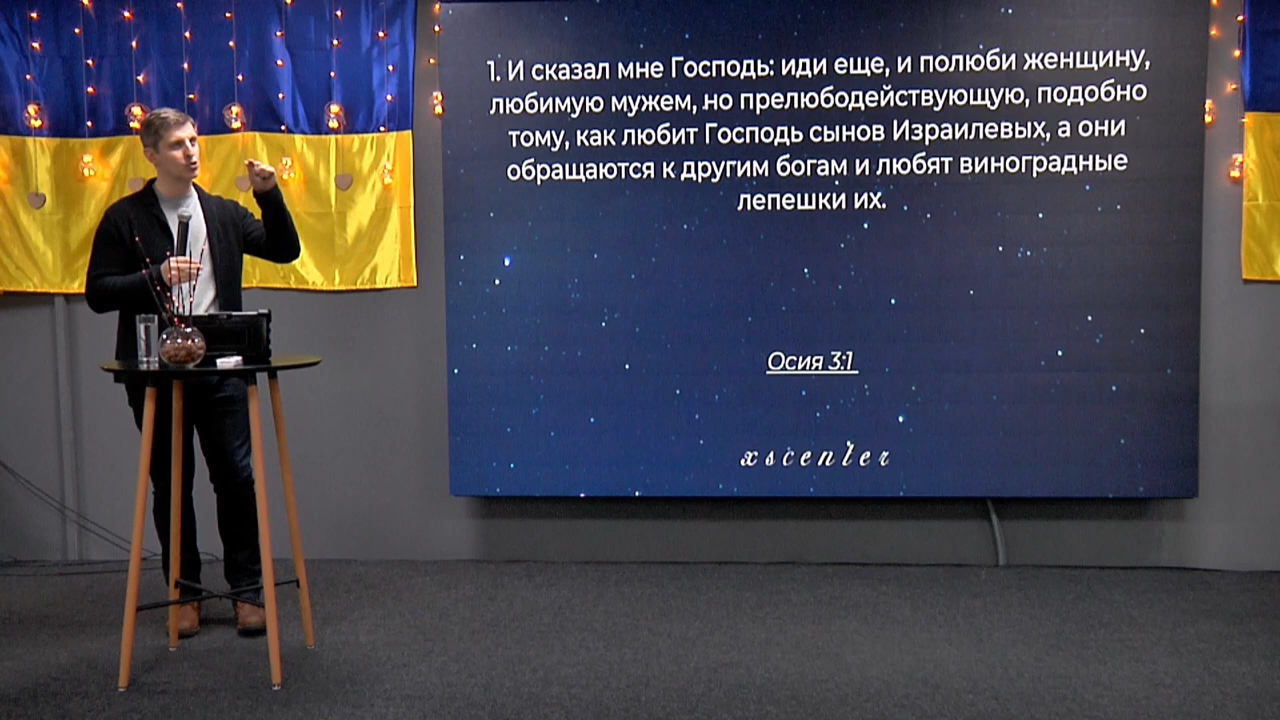 1. И сказал мне Господь: иди еще, и полюби женщину,
любимую мужем, но прелюбодействующую, подобно
тому, как любит Господь сынов Израилевых, а они
обращаются к другим богам и любят виноградные
лепешки их.
Осия 3:1
xscenter